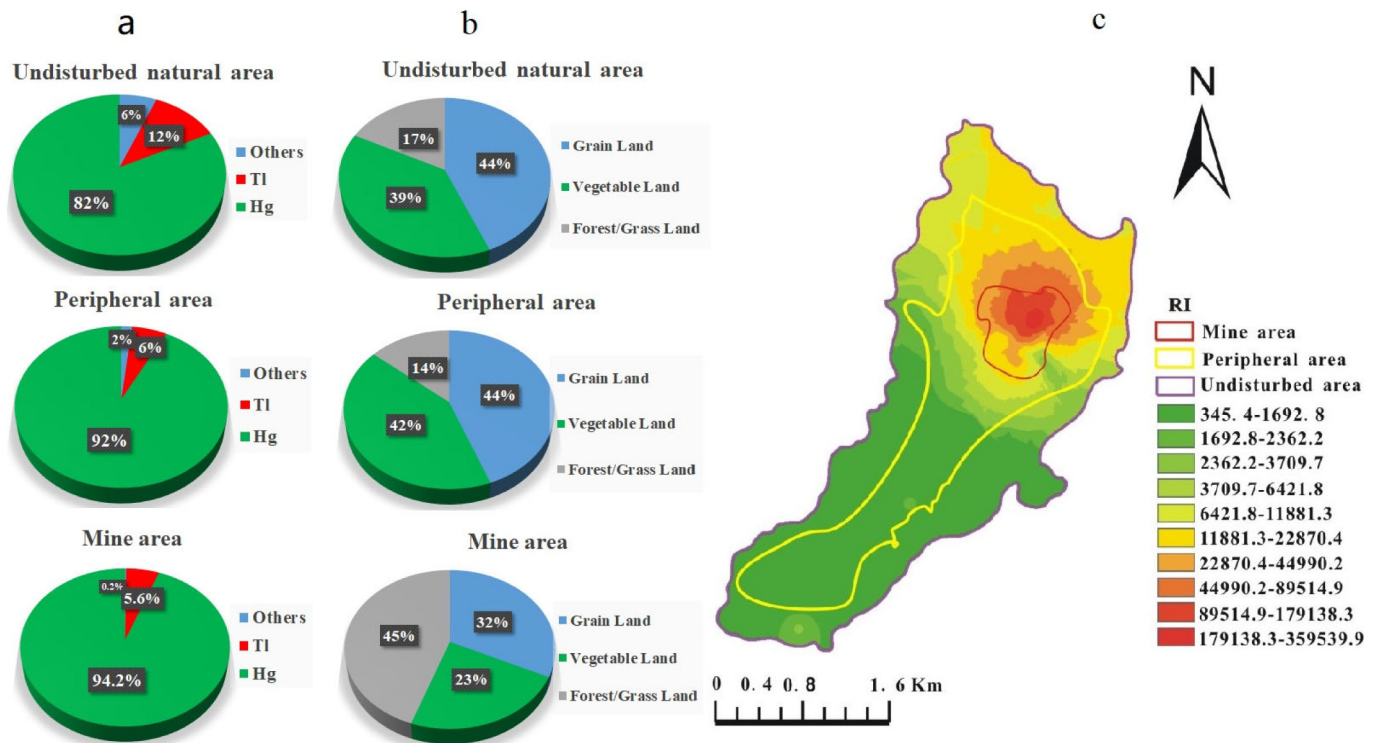 a
Undisturbed natural area
6%
12%
82%
Others
Tl
Hg
Peripheral area
2%
6%
92%
Others
Tl
Hg
Mine area
0.2%
5.6%
94.2%
Others
Tl
Hg
b
Undisturbed natural area
17%
44%
39%
Grain Land
Vegetable Land
Forest/Grass Land
Peripheral area
14%
44%
42%
Grain Land
Vegetable Land
Forest/Grass Land
Mine area
45%
32%
23%
Grain Land
Vegetable Land
Forest/Grass Land
c
N
RI
Mine area
Peripheral area
Undisturbed area
345. 4-1692. 8
1692.8-2362.2
2362.2-3709.7
3709.7-6421.8
6421.8-11881.3
11881.3-22870.4
22870.4-44990.2
44990.2-89514.9
89514.9-179138.3
179138.3-359539.9
0 0. 4 0.8 1. 6 Km